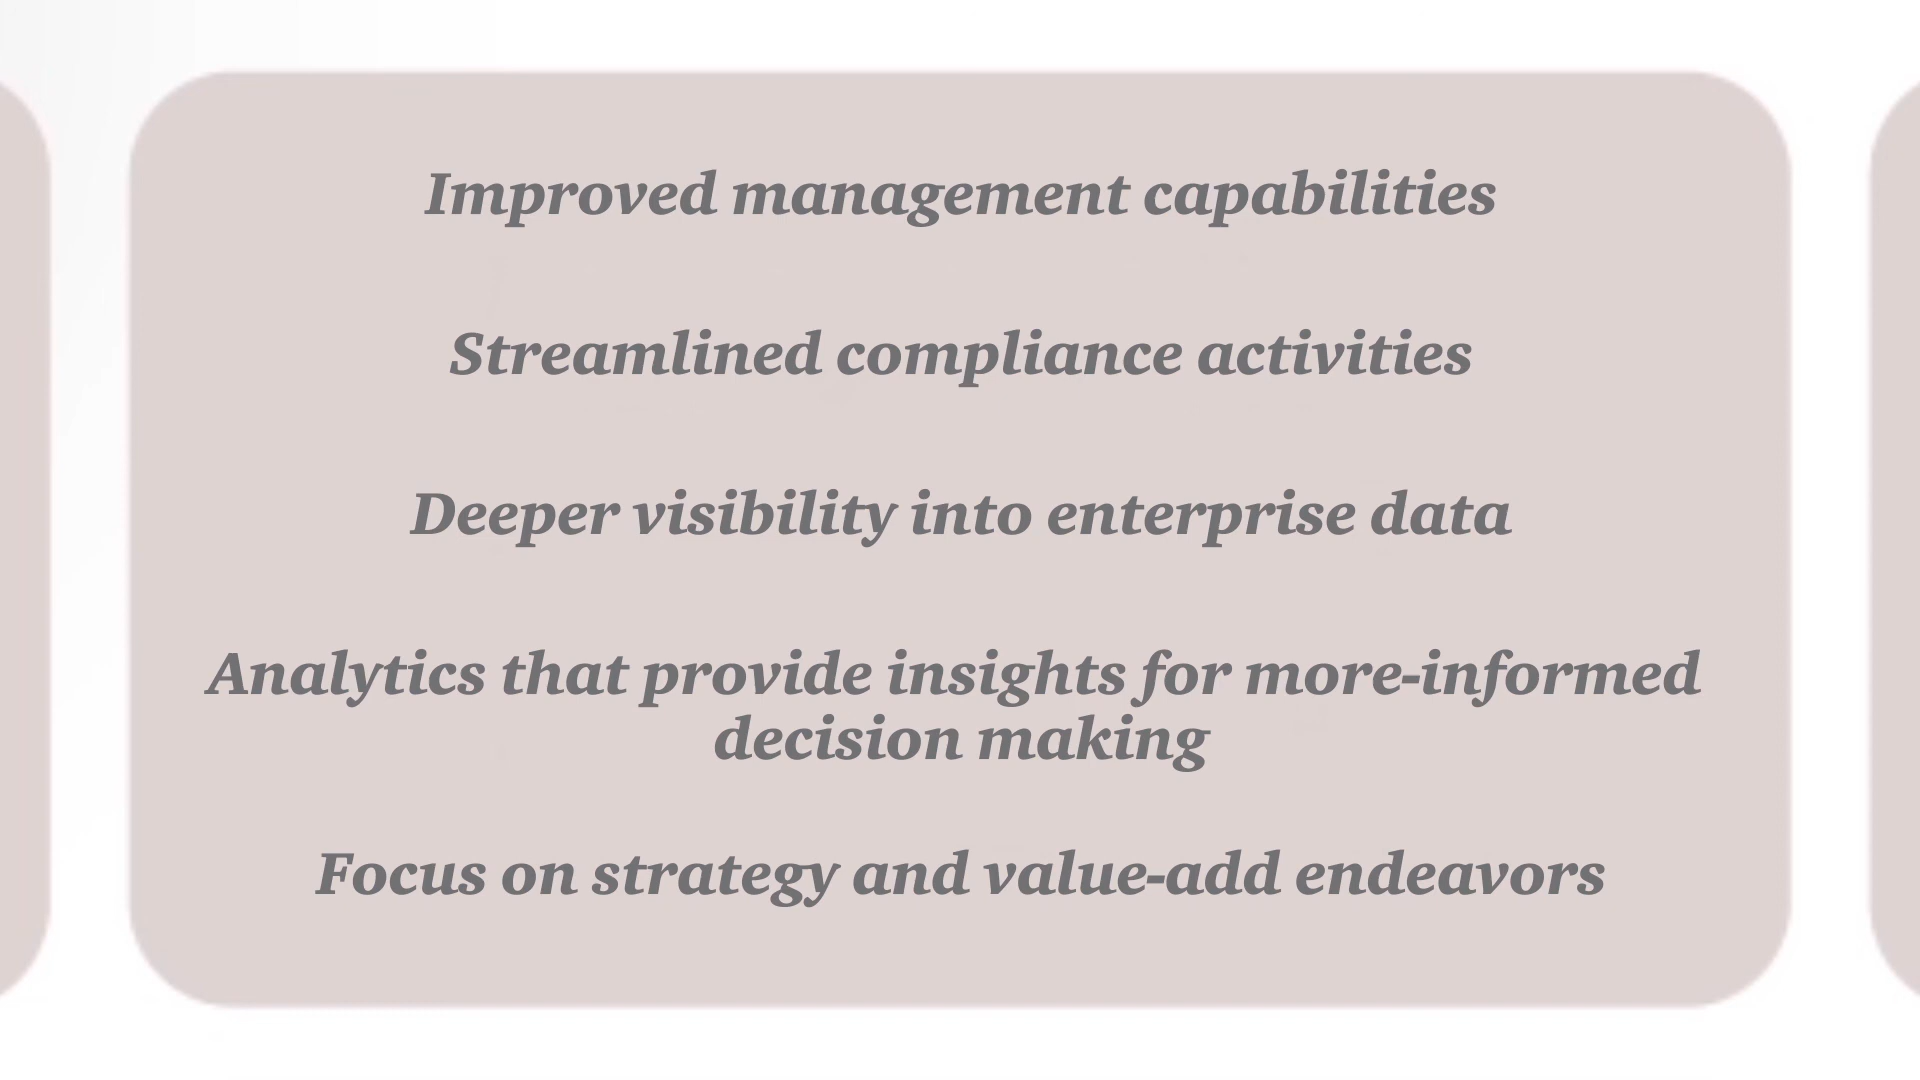 Improved management capabilities
Streamlined compliance activities
Deeper visibility into enterprise data
Analytics that provide insights for more-informed
decision making
Focus on strategy and value-add endeavors